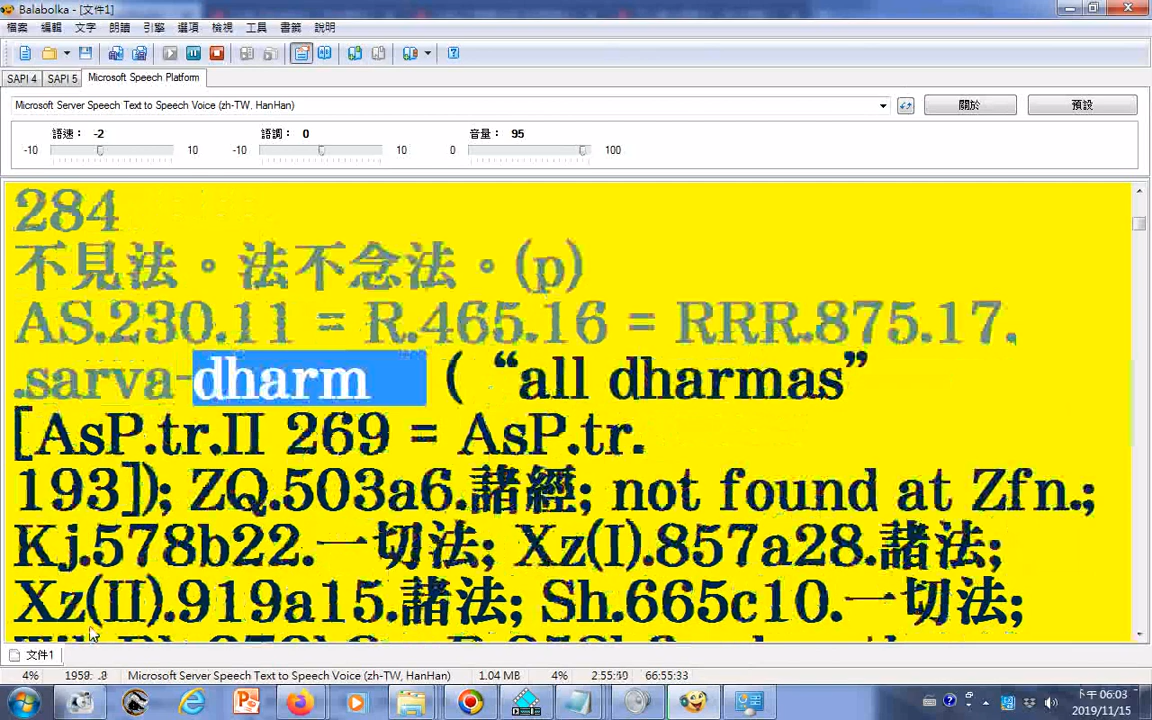 Balabolka - [文件1]
檔案 編輯 文字 朗讀 引擎 選項 檢視 工具 書籤 說明
SAPI 4 SAPI 5 Microsoft Speech Platform
Microsoft Server Speech Text to Speech Voice (zh-TW, HanHan) 關於 預設
語速： -2 語調： 0 音量： 95
-10 10 -10 10 0 100
284
不見法。法不念法。(p)
AS.230.11 = R.465.16 = RRR.875.17.
.sarva-dharm ( “all dharmas”
[AsP.tr.II 269 = AsP.tr.
193]); ZQ.503a6.諸經; not found at Zfn.;
Kj.578b22.一切法; Xz(I).857a28.諸法;
Xz(II).919a15.諸法; Sh.665c10.一切法;
文件1
4% Microsoft Server Speech Text to Speech Voice (zh-TW, HanHan) 1.04 MB 4% 66:55:33
下午 06:03
2019/11/15